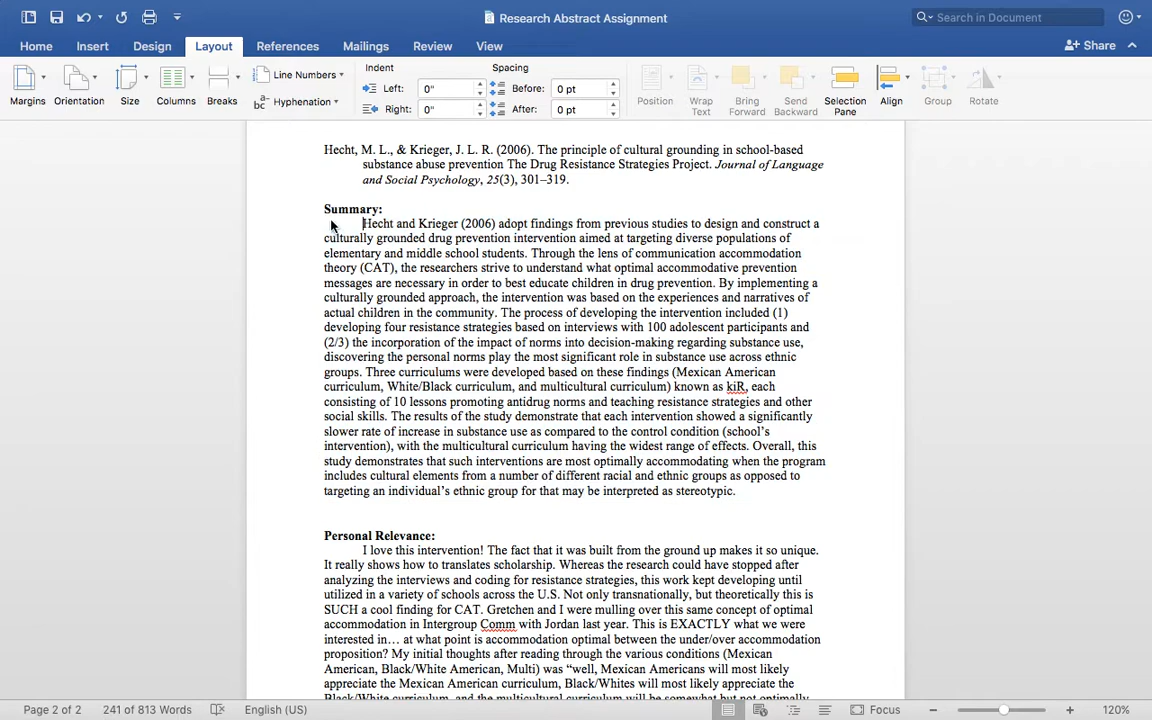 Research Abstract Assignment
Search in Document
Home Insert Design Layout References Mailings Review View
Share
Margins Orientation Size Columns Breaks
Line Numbers
Hyphenation
Indent
Left: 0"
Right: 0"
Spacing
Before: 0 pt
After: 0 pt
Position Wrap Text Bring Forward Send Backward Selection Pane Align Group Rotate
Hecht, M. L., & Krieger, J. L. R. (2006). The principle of cultural grounding in school-based
substance abuse prevention The Drug Resistance Strategies Project. Journal of Language
and Social Psychology, 25(3), 301–319.
Summary:
Hecht and Krieger (2006) adopt findings from previous studies to design and construct a
culturally grounded drug prevention intervention aimed at targeting diverse populations of
elementary and middle school students. Through the lens of communication accommodation
theory (CAT), the researchers strive to understand what optimal accommodative prevention
messages are necessary in order to best educate children in drug prevention. By implementing a
culturally grounded approach, the intervention was based on the experiences and narratives of
actual children in the community. The process of developing the intervention included (1)
developing four resistance strategies based on interviews with 100 adolescent participants and
(2/3) the incorporation of the impact of norms into decision-making regarding substance use,
discovering the personal norms play the most significant role in substance use across ethnic
groups. Three curriculums were developed based on these findings (Mexican American
curriculum, White/Black curriculum, and multicultural curriculum) known as kiR, each
consisting of 10 lessons promoting antidrug norms and teaching resistance strategies and other
social skills. The results of the study demonstrate that each intervention showed a significantly
slower rate of increase in substance use as compared to the control condition (school's
intervention), with the multicultural curriculum having the widest range of effects. Overall, this
study demonstrates that such interventions are most optimally accommodating when the program
includes cultural elements from a number of different racial and ethnic groups as opposed to
targeting an individual's ethnic group for that may be interpreted as stereotypic.
Personal Relevance:
I love this intervention! The fact that it was built from the ground up makes it so unique.
It really shows how to translates scholarship. Whereas the research could have stopped after
analyzing the interviews and coding for resistance strategies, this work kept developing until
utilized in a variety of schools across the U.S. Not only transnationally, but theoretically this is
SUCH a cool finding for CAT. Gretchen and I were mulling over this same concept of optimal
accommodation in Intergroup Comm with Jordan last year. This is EXACTLY what we were
interested in… at what point is accommodation optimal between the under/over accommodation
proposition? My initial thoughts after reading through the various conditions (Mexican
American, Black/White American, Multi) was “well, Mexican Americans will most likely
appreciate the Mexican American curriculum, Black/Whites will most likely appreciate the
Black/White curriculum, and the multicultural curriculum will be somewhat but not optimally
Page 2 of 2 241 of 813 Words English (US) Focus 120%